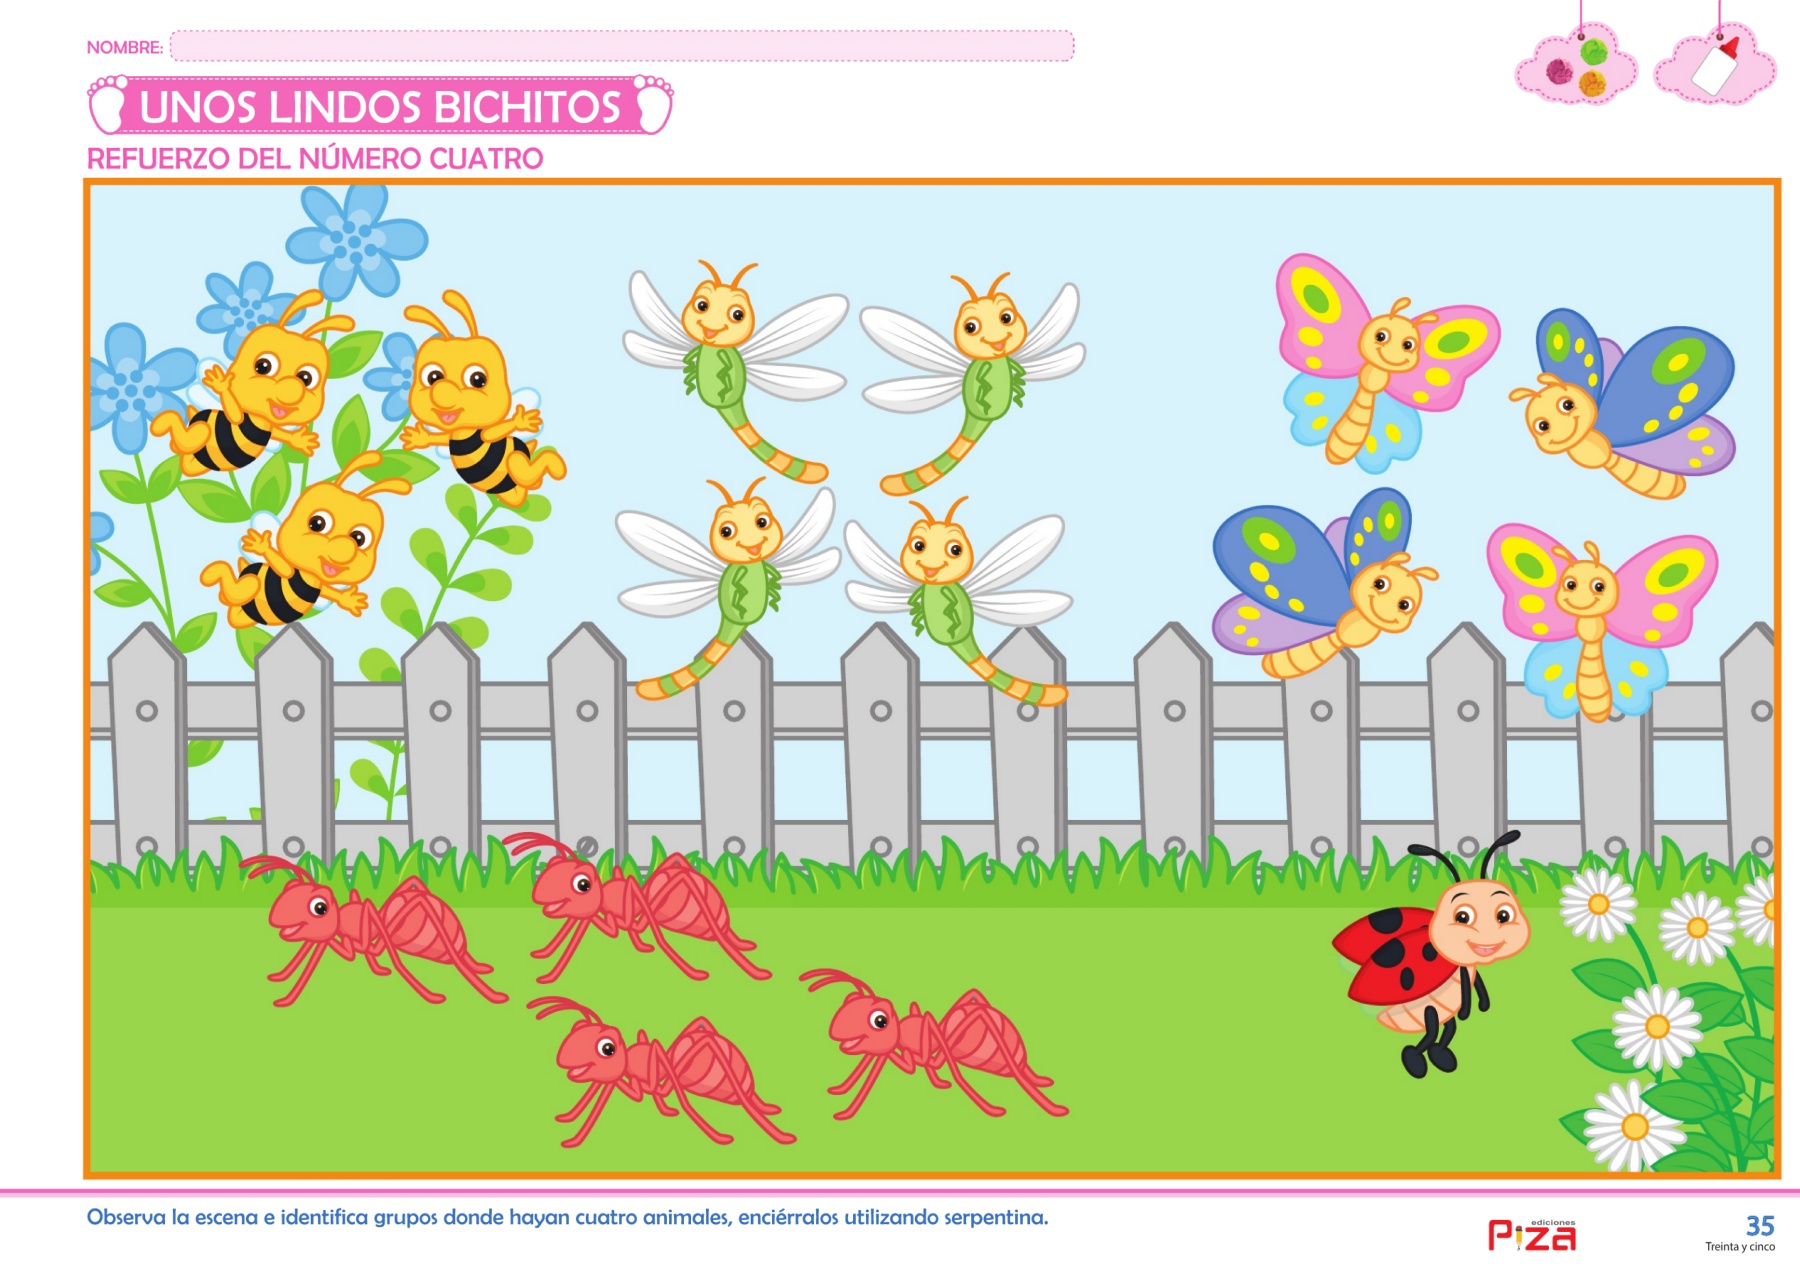 NOMBRE:
UNOS LINDOS BICHITOS
REFUERZO DEL NÚMERO CUATRO
Observa la escena e identifica grupos donde hayan cuatro animales, enciérralos utilizando serpentina.
ediciones
Piza
35
Treinta y cinco